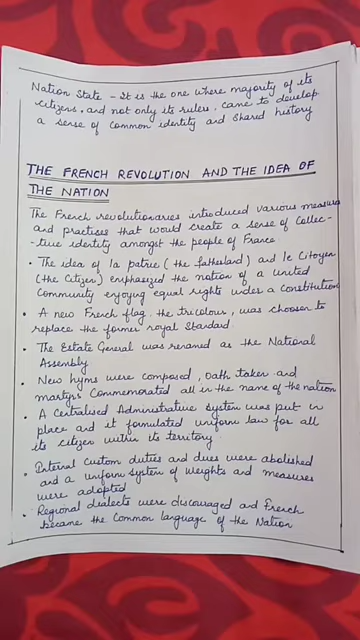 Nation State - It is the one where majority of its
citizens, and not only its rulers, came to develop
a sense of common identity and shared history
THE FRENCH REVOLUTION AND THE IDEA OF
THE NATION
The French revolutionaries introduced various measures
and practises that would create a sense of Collec-
-tive identity amongst the people of France
• The idea of la patrie (the fatherland) and le Citoyen
(the Citizen) emphasized the notion of a united
Community enjoying equal rights under a constitution
• A new French flag, the tricolour, was choosen to
replace the former royal Standard.
• The Estate General was renamed as the National
Assembly
• New hyms were composed, Oath taken and
martyrs Commemorated all in the name of the nation
• A Centralised Administrative system was put in
place and it formulated uniform law for all
its citizen within its territory
• Internal Custom duties and dues were abolished
and a uniform system of weights and measures
were adopted
• Regional dialects were discouraged and French
became the Common language of the Nation